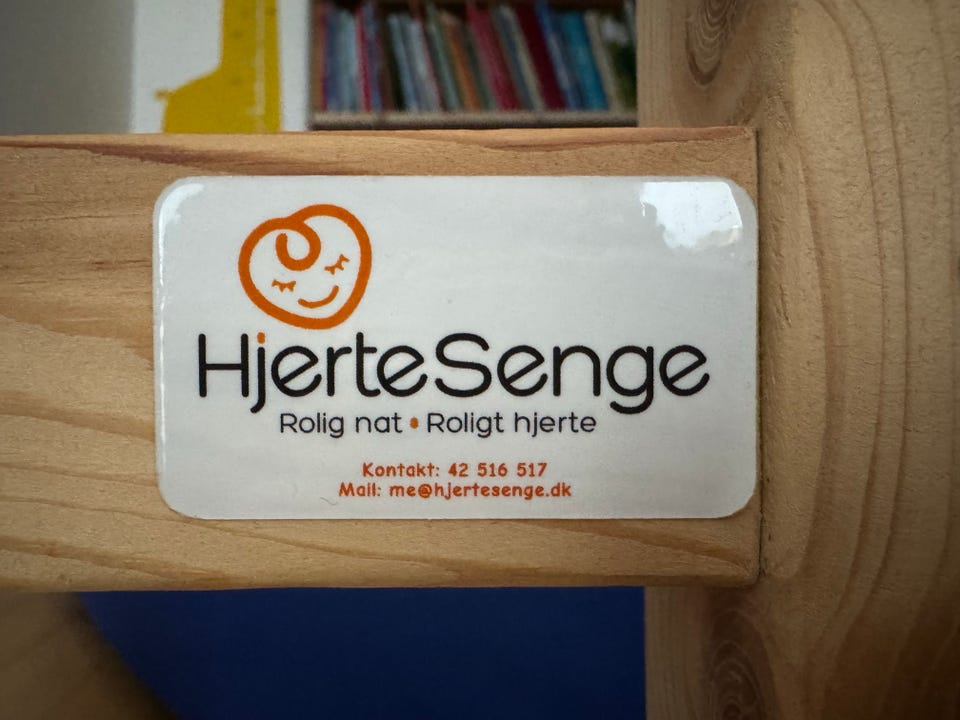 HjerteSenge
Rolig nat • Roligt hjerte
Kontakt: 42 516 517
Mail: me@hjertesenge.dk